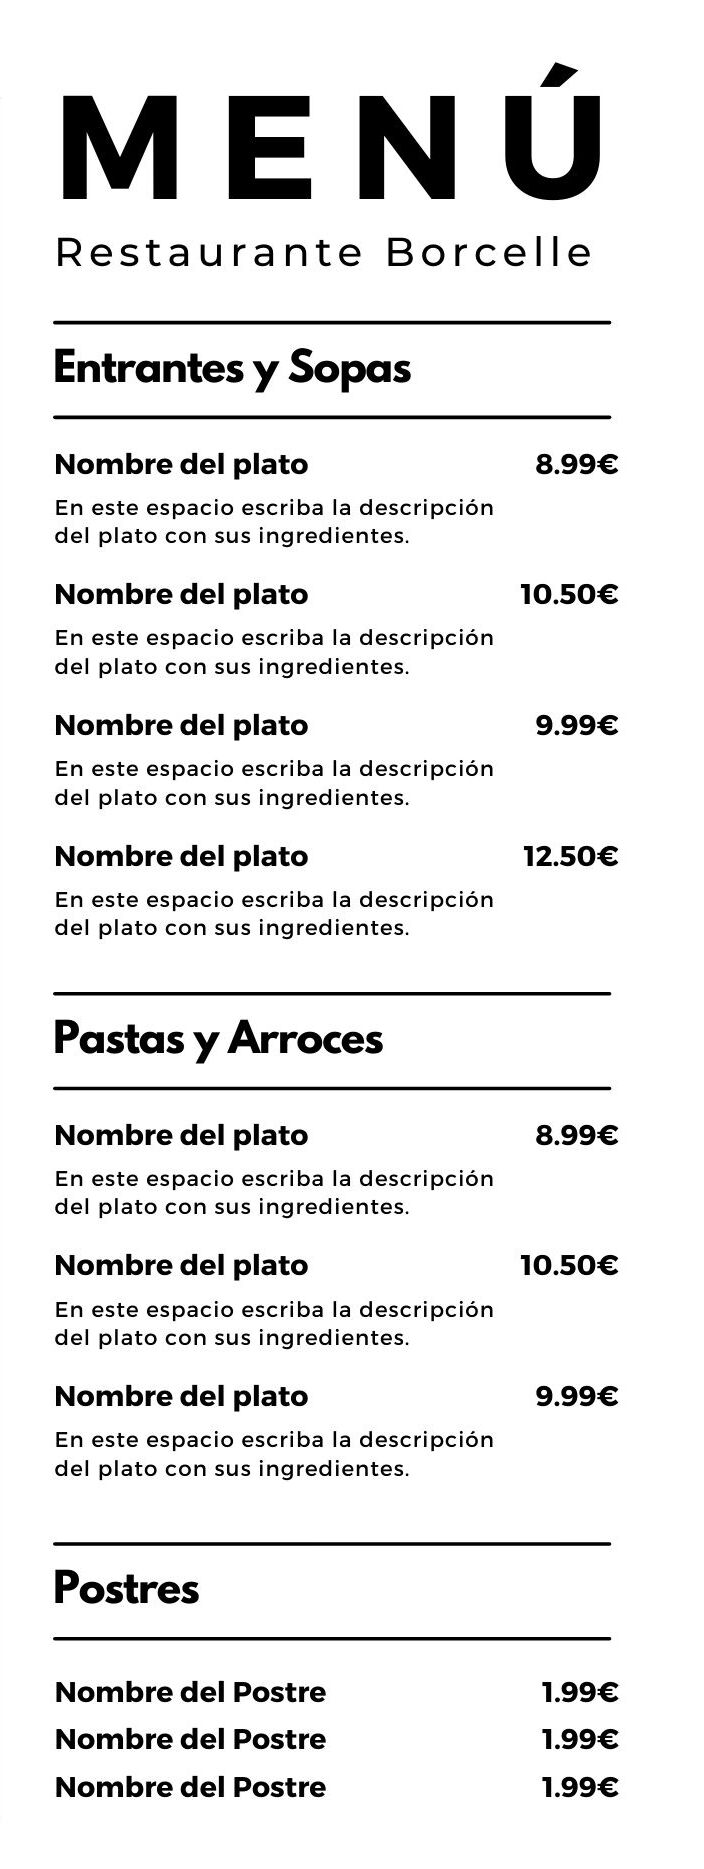 MENÚ
Restaurante Borcelle
Entrantes y Sopas
Nombre del plato 8.99€
En este espacio escriba la descripción
del plato con sus ingredientes.
Nombre del plato 10.50€
En este espacio escriba la descripción
del plato con sus ingredientes.
Nombre del plato 9.99€
En este espacio escriba la descripción
del plato con sus ingredientes.
Nombre del plato 12.50€
En este espacio escriba la descripción
del plato con sus ingredientes.
Pastas y Arroces
Nombre del plato 8.99€
En este espacio escriba la descripción
del plato con sus ingredientes.
Nombre del plato 10.50€
En este espacio escriba la descripción
del plato con sus ingredientes.
Nombre del plato 9.99€
En este espacio escriba la descripción
del plato con sus ingredientes.
Postres
Nombre del Postre 1.99€
Nombre del Postre 1.99€
Nombre del Postre 1.99€